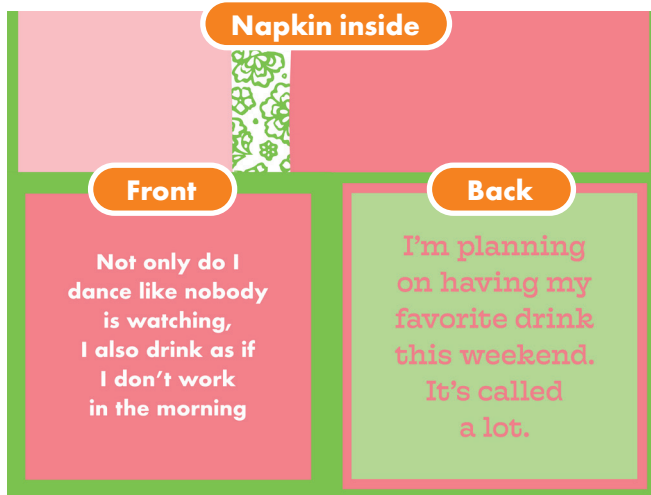 Napkin inside
Front
Not only do I
dance like nobody
is watching,
I also drink as if
I don't work
in the morning
Back
I'm planning
on having my
favorite drink
this weekend.
It's called
a lot.